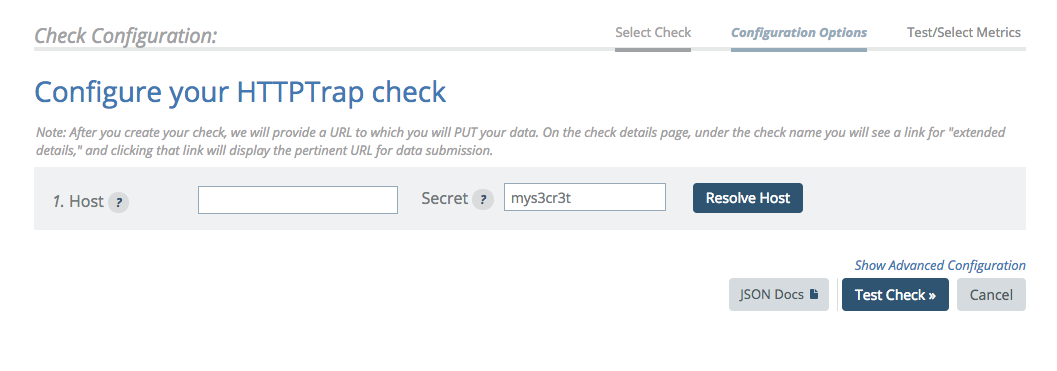 Check Configuration:
Select Check
Configuration Options
Test/Select Metrics
Configure your HTTPTrap check
Note: After you create your check, we will provide a URL to which you will PUT your data. On the check details page, under the check name you will see a link for "extended
details," and clicking that link will display the pertinent URL for data submission.
1. Host ? Secret ? mys3cr3t Resolve Host
Show Advanced Configuration
JSON Docs Test Check » Cancel